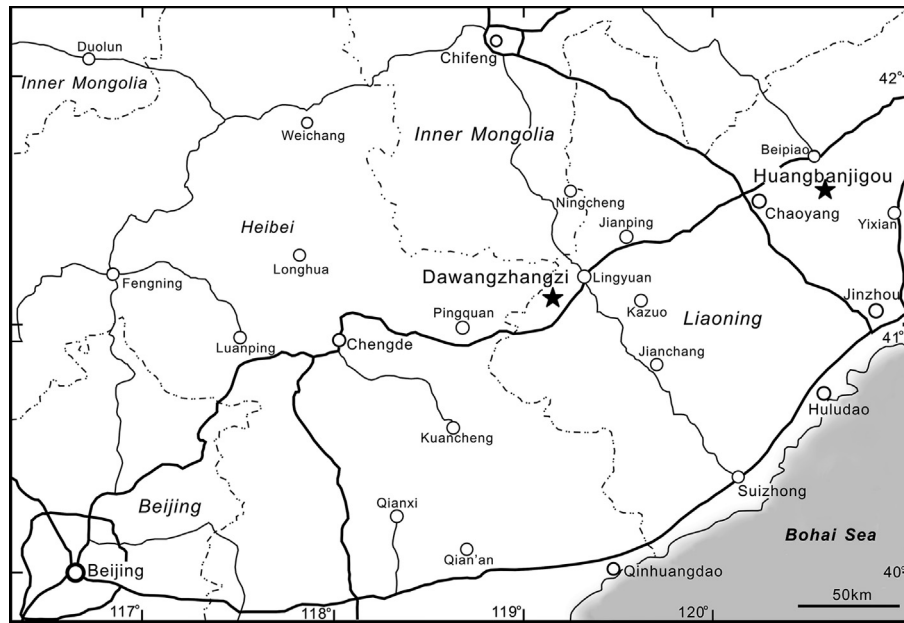 Duolun
Inner Mongolia
Chifeng
42°
Weichang
Inner Mongolia
Beipiao
Huangbanjigou
Ningcheng
Chaoyang
Yixian
Heibei
Jianping
Longhua
Fengning
Dawangzhangzi
Lingyuan
Jinzhou
Kazuo
Pingquan
Liaoning
Luanping
Chengde
41°
Jianchang
Huludao
Kuancheng
Suizhong
Beijing
Qianxi
Bohai Sea
Qian'an
Beijing
Qinhuangdao
40°
50km
117°
118°
119°
120°